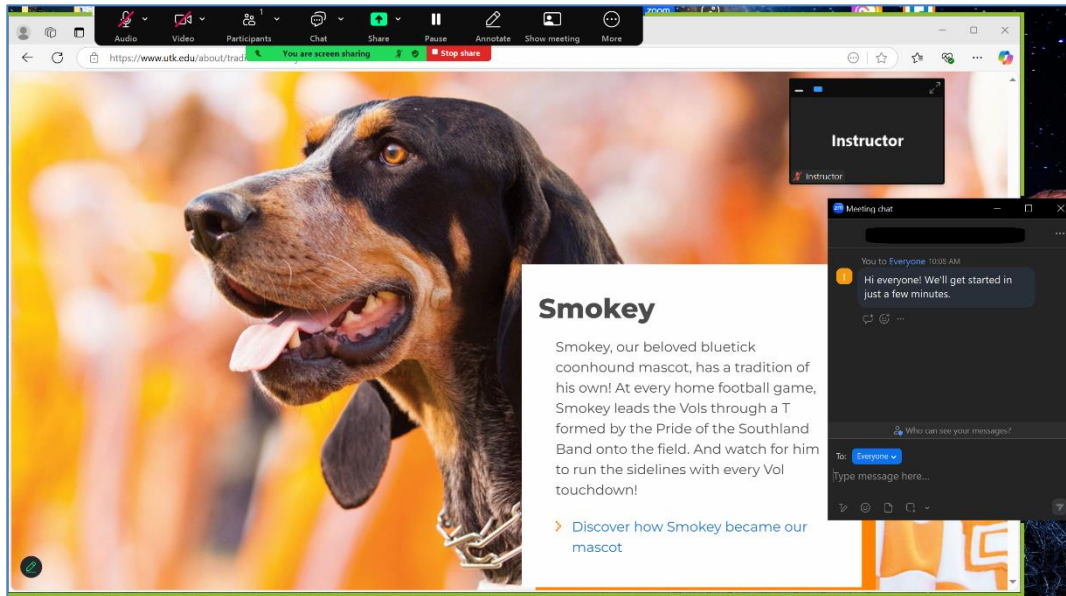 zoom
1
Audio Video Participants Chat Share Pause Annotate Show meeting More
You are screen sharing Stop share
https://www.utk.edu/about/tradi
Instructor
Instructor
zm Meeting chat
You to Everyone 10:08 AM
I
Hi everyone! We'll get started in
just a few minutes.
Who can see your messages?
To: Everyone
Type message here...
Smokey
Smokey, our beloved bluetick
coonhound mascot, has a tradition of
his own! At every home football game,
Smokey leads the Vols through a T
formed by the Pride of the Southland
Band onto the field. And watch for him
to run the sidelines with every Vol
touchdown!
Discover how Smokey became our
mascot